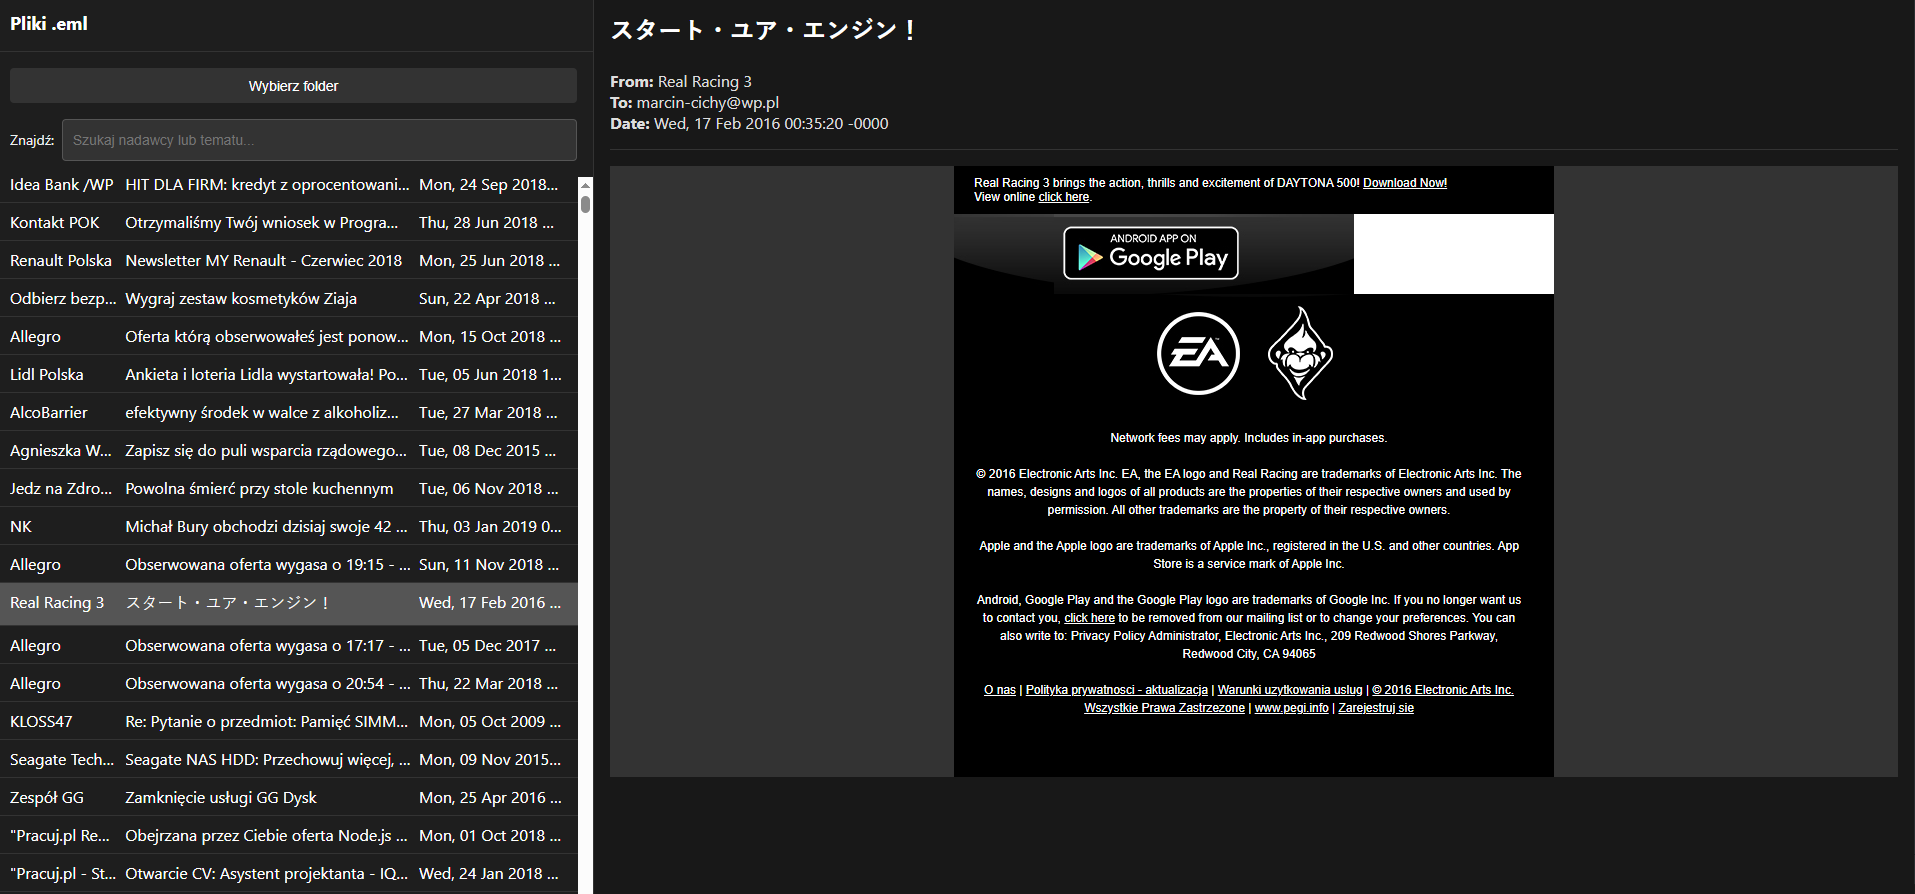 Pliki .eml
Wybierz folder
Znajdź: Szukaj nadawcy lub tematu...
Idea Bank /WP HIT DLA FIRM: kredyt z oprocentowani... Mon, 24 Sep 2018...
Kontakt POK Otrzymaliśmy Twój wniosek w Progra... Thu, 28 Jun 2018 ...
Renault Polska Newsletter MY Renault - Czerwiec 2018 Mon, 25 Jun 2018 ...
Odbierz bezp... Wygraj zestaw kosmetyków Ziaja Sun, 22 Apr 2018 ...
Allegro Oferta którą obserwowałeś jest ponow... Mon, 15 Oct 2018 ...
Lidl Polska Ankieta i loteria Lidla wystartowała! Po... Tue, 05 Jun 2018 1...
AlcoBarrier efektywny środek w walce z alkoholiz... Tue, 27 Mar 2018 ...
Agnieszka W... Zapisz się do puli wsparcia rządowego... Tue, 08 Dec 2015 ...
Jedz na Zdro... Powolna śmierć przy stole kuchennym Tue, 06 Nov 2018 ...
NK Michał Bury obchodzi dzisiaj swoje 42 ... Thu, 03 Jan 2019 0...
Allegro Obserwowana oferta wygasa o 19:15 - ... Sun, 11 Nov 2018 ...
Real Racing 3 スタート・ユア・エンジン！ Wed, 17 Feb 2016 ...
Allegro Obserwowana oferta wygasa o 17:17 - ... Tue, 05 Dec 2017 ...
Allegro Obserwowana oferta wygasa o 20:54 - ... Thu, 22 Mar 2018 ...
KLOSS47 Re: Pytanie o przedmiot: Pamięć SIMM... Mon, 05 Oct 2009 ...
Seagate Tech... Seagate NAS HDD: Przechowuj więcej, ... Mon, 09 Nov 2015...
Zespół GG Zamknięcie usługi GG Dysk Mon, 25 Apr 2016 ...
"Pracuj.pl Re... Obejrzana przez Ciebie oferta Node.js ... Mon, 01 Oct 2018 ...
"Pracuj.pl - St... Otwarcie CV: Asystent projektanta - IQ... Wed, 24 Jan 2018 ...
スタート・ユア・エンジン！
From: Real Racing 3
To: marcin-cichy@wp.pl
Date: Wed, 17 Feb 2016 00:35:20 -0000
Real Racing 3 brings the action, thrills and excitement of DAYTONA 500! Download Now!
View online click here.
ANDROID APP ON
Google Play
EA
Network fees may apply. Includes in-app purchases.
© 2016 Electronic Arts Inc. EA, the EA logo and Real Racing are trademarks of Electronic Arts Inc. The
names, designs and logos of all products are the properties of their respective owners and used by
permission. All other trademarks are the property of their respective owners.
Apple and the Apple logo are trademarks of Apple Inc., registered in the U.S. and other countries. App
Store is a service mark of Apple Inc.
Android, Google Play and the Google Play logo are trademarks of Google Inc. If you no longer want us
to contact you, click here to be removed from our mailing list or to change your preferences. You can
also write to: Privacy Policy Administrator, Electronic Arts Inc., 209 Redwood Shores Parkway,
Redwood City, CA 94065
O nas | Polityka prywatnosci - aktualizacja | Warunki uzytkowania uslug | © 2016 Electronic Arts Inc.
Wszystkie Prawa Zastrzezone | www.pegi.info | Zarejestruj sie